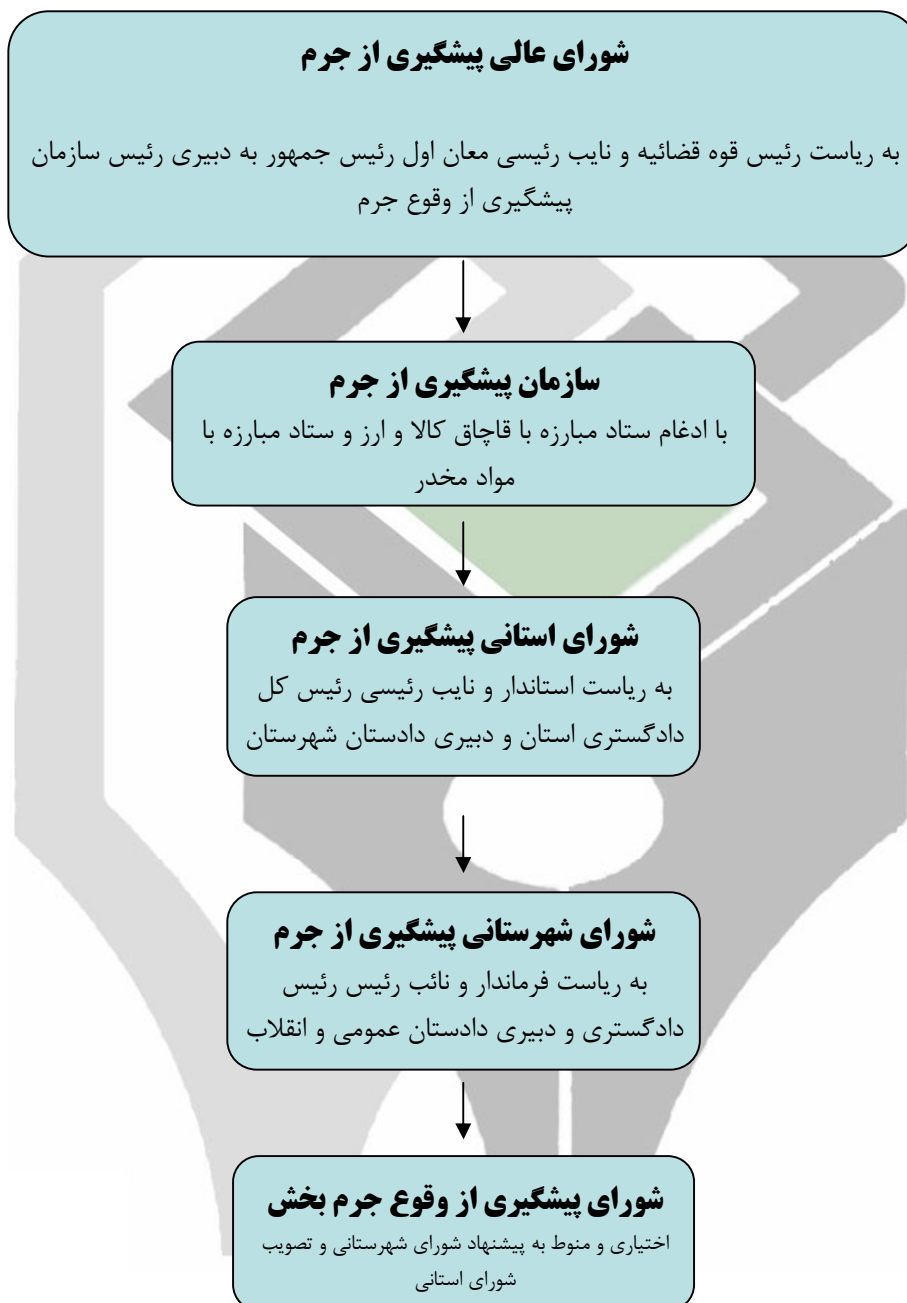 شورای عالی پیشگیری از جرم
به ریاست رئیس قوه قضائیه و نایب رئیسی معان اول رئیس جمهور به دبیری رئیس سازمان
پیشگیری از وقوع جرم
سازمان پیشگیری از جرم
با ادغام ستاد مبارزه با قاچاق کالا و ارز و ستاد مبارزه با
مواد مخدر
شورای استانی پیشگیری از جرم
به ریاست استاندار و نایب رئیسی رئیس کل
دادگستری استان و دبیری دادستان شهرستان
شورای شهرستانی پیشگیری از جرم
به ریاست فرماندار و نائب رئیس رئیس
دادگستری و دبیری دادستان عمومی و انقلاب
شورای پیشگیری از وقوع جرم بخش
اختیاری و منوط به پیشنهاد شورای شهرستانی و تصویب
شورای استانی